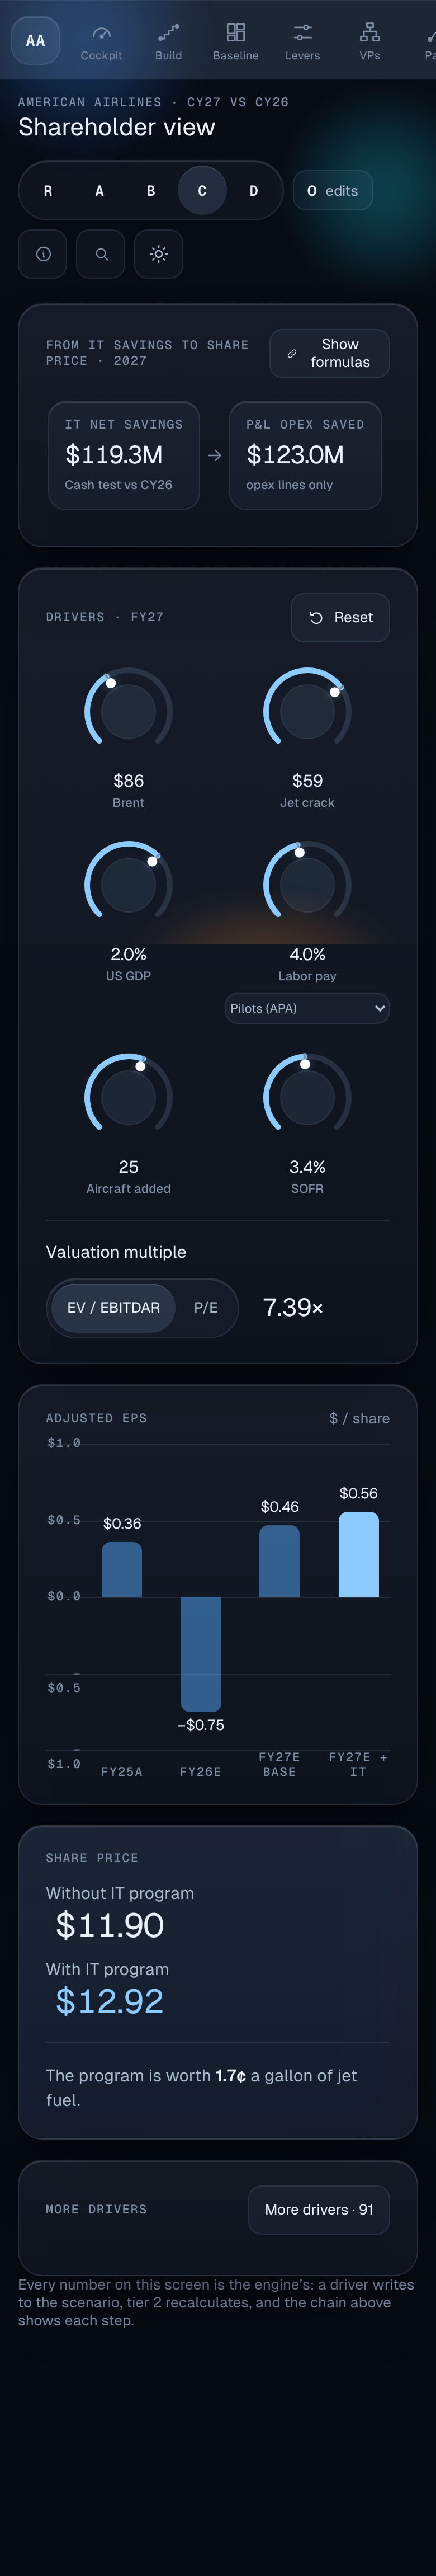 AA
Cockpit
Build
Baseline
Levers
VPs
AMERICAN AIRLINES · CY27 VS CY26
Shareholder view
R A B C D
0 edits
FROM IT SAVINGS TO SHARE
PRICE · 2027
Show
formulas
IT NET SAVINGS
$119.3M
Cash test vs CY26
→
P&L OPEX SAVED
$123.0M
opex lines only
DRIVERS · FY27
Reset
$86
Brent
$59
Jet crack
2.0%
US GDP
4.0%
Labor pay
Pilots (APA)
25
Aircraft added
3.4%
SOFR
Valuation multiple
EV / EBITDAR
P/E
7.39×
ADJUSTED EPS
$ / share
$1.0
$0.5
$0.0
–
$0.5
–
$1.0
$0.36
−$0.75
$0.46
$0.56
FY25A
FY26E
FY27E
BASE
FY27E +
IT
SHARE PRICE
Without IT program
$11.90
With IT program
$12.92
The program is worth 1.7¢ a gallon of jet
fuel.
MORE DRIVERS
More drivers · 91
Every number on this screen is the engine's: a driver writes
to the scenario, tier 2 recalculates, and the chain above
shows each step.